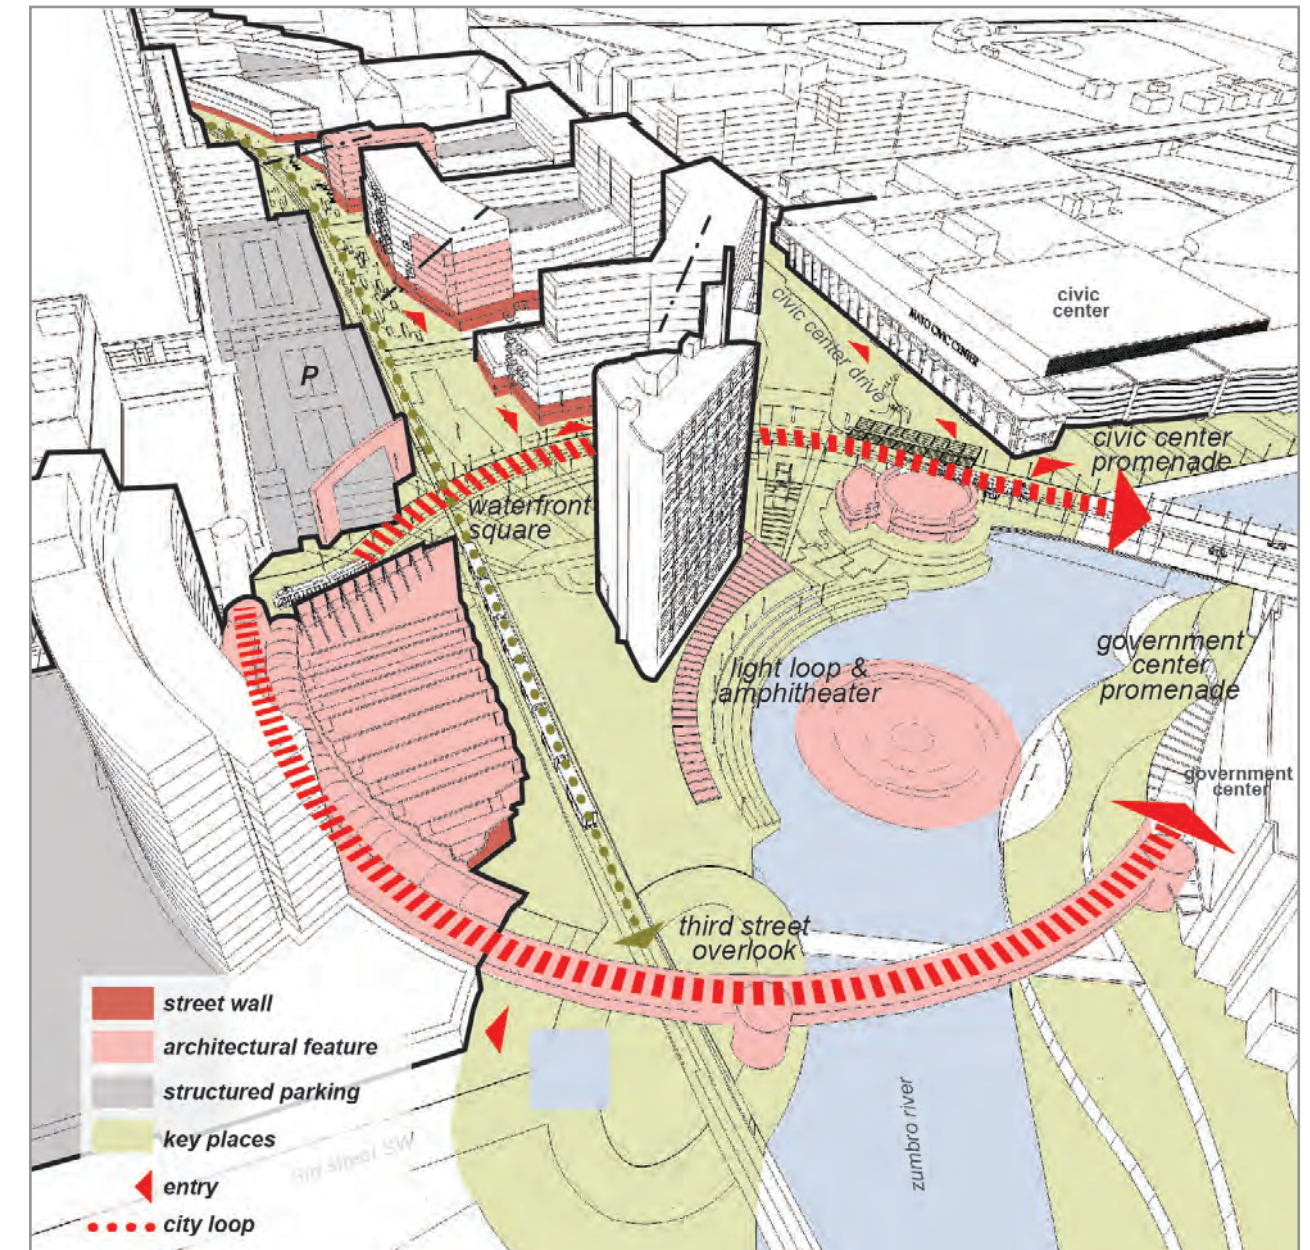 civic
center
MAYO CIVIC CENTER
civic center drive
P
civic center
promenade
waterfront
square
government
center
promenade
light loop &
amphitheater
government
center
third street
overlook
street wall
architectural feature
structured parking
key places
entry
city loop
street SW
zumbro river